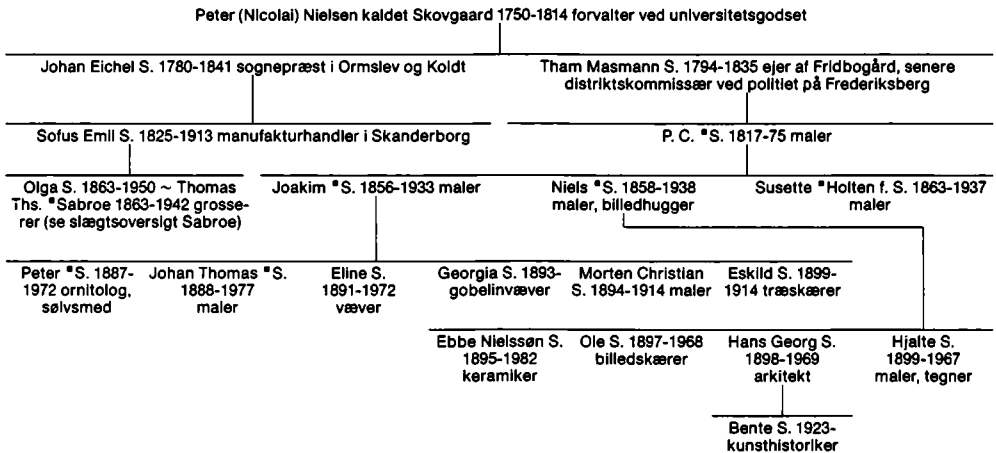 Peter (Nicolai) Nielsen kaldet Skovgaard 1750-1814 forvalter ved universitetsgodset
Johan Eichel S. 1780-1841 sognepræst i Ormslev og Koldt
Tham Masmann S. 1794-1835 ejer af Fridbogård, senere
distriktskommissær ved politiet på Frederiksberg
Sofus Emil S. 1825-1913 manufakturhandler i Skanderborg
P. C. *S. 1817-75 maler
Olga S. 1863-1950 ~ Thomas
Ths. *Sabroe 1863-1942 grosse-
rer (se slægtsoversigt Sabroe)
Joakim *S. 1856-1933 maler
Niels *S. 1858-1938
maler, billedhugger
Susette *Holten f. S. 1863-1937
maler
Peter *S. 1887-
1972 ornitolog,
sølvsmed
Johan Thomas *S.
1888-1977
maler
Eline S.
1891-1972
væver
Georgia S. 1893-
gobelinvæver
Morten Christian
S. 1894-1914 maler
Eskild S. 1899-
1914 træskærer
Ebbe Nielssøn S.
1895-1982
keramiker
Ole S. 1897-1968
billedskærer
Hans Georg S.
1898-1969
arkitekt
Hjalte S.
1899-1967
maler, tegner
Bente S. 1923-
kunsthistoriker